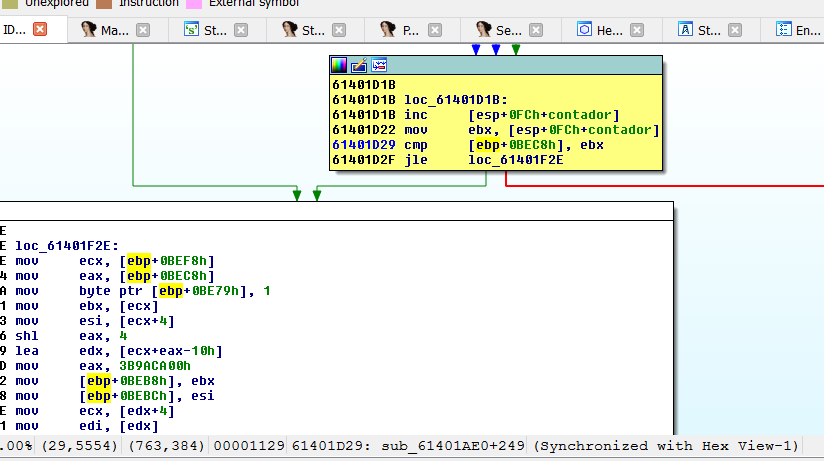 Unexplored Instruction External symbol
ID... Ma... St... St... P... Se... He... St... En...
61401D1B
61401D1B loc_61401D1B:
61401D1B inc [esp+0FCh+contador]
61401D22 mov ebx, [esp+0FCh+contador]
61401D29 cmp [ebp+0BEC8h], ebx
61401D2F jle loc_61401F2E
E
E loc_61401F2E:
E mov ecx, [ebp+0BEF8h]
4 mov eax, [ebp+0BEC8h]
A mov byte ptr [ebp+0BE79h], 1
1 mov ebx, [ecx]
3 mov esi, [ecx+4]
6 shl eax, 4
9 lea edx, [ecx+eax-10h]
D mov eax, 3B9ACA00h
2 mov [ebp+0BEB8h], ebx
8 mov [ebp+0BEBCh], esi
E mov ecx, [edx+4]
1 mov edi, [edx]
.00% (29,5554) (763,384) 00001129 61401D29: sub_61401AE0+249 (Synchronized with Hex View-1)